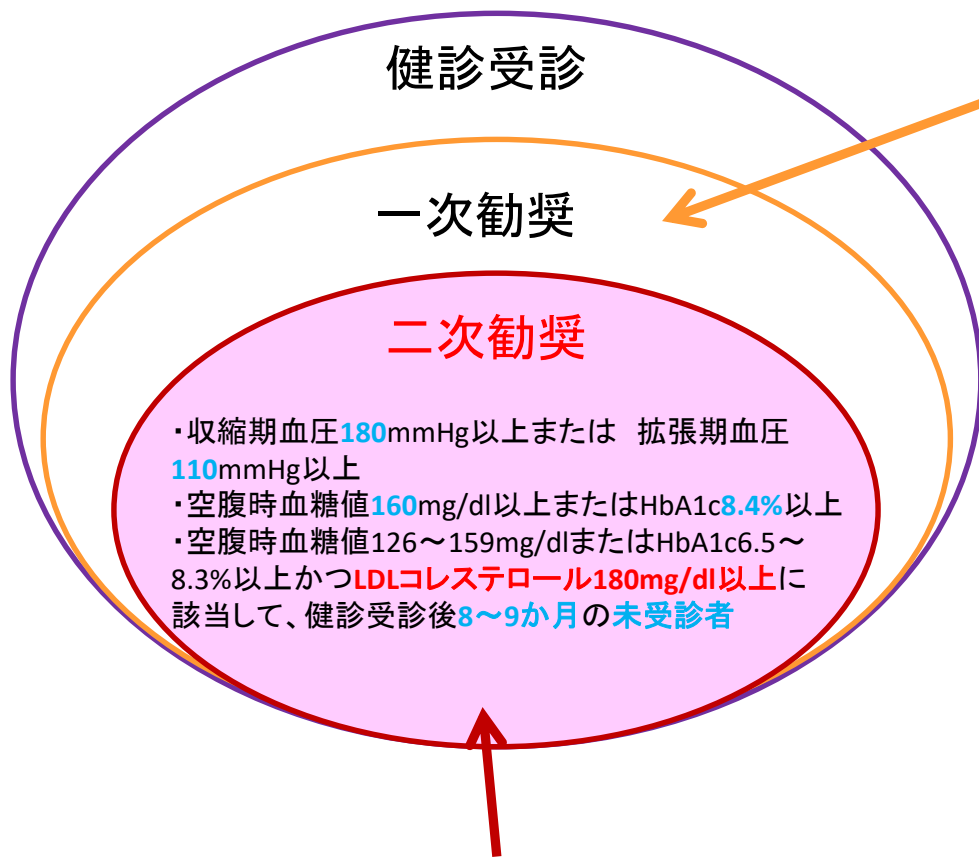 健診受診
一次勧奨
二次勧奨
・収縮期血圧180mmHg以上または　拡張期血圧
110mmHg以上
・空腹時血糖値160mg/dl以上またはHbA1c8.4%以上
・空腹時血糖値126～159mg/dlまたはHbA1c6.5～
8.3%以上かつLDLコレステロール180mg/dl以上に
該当して、健診受診後8～9か月の未受診者